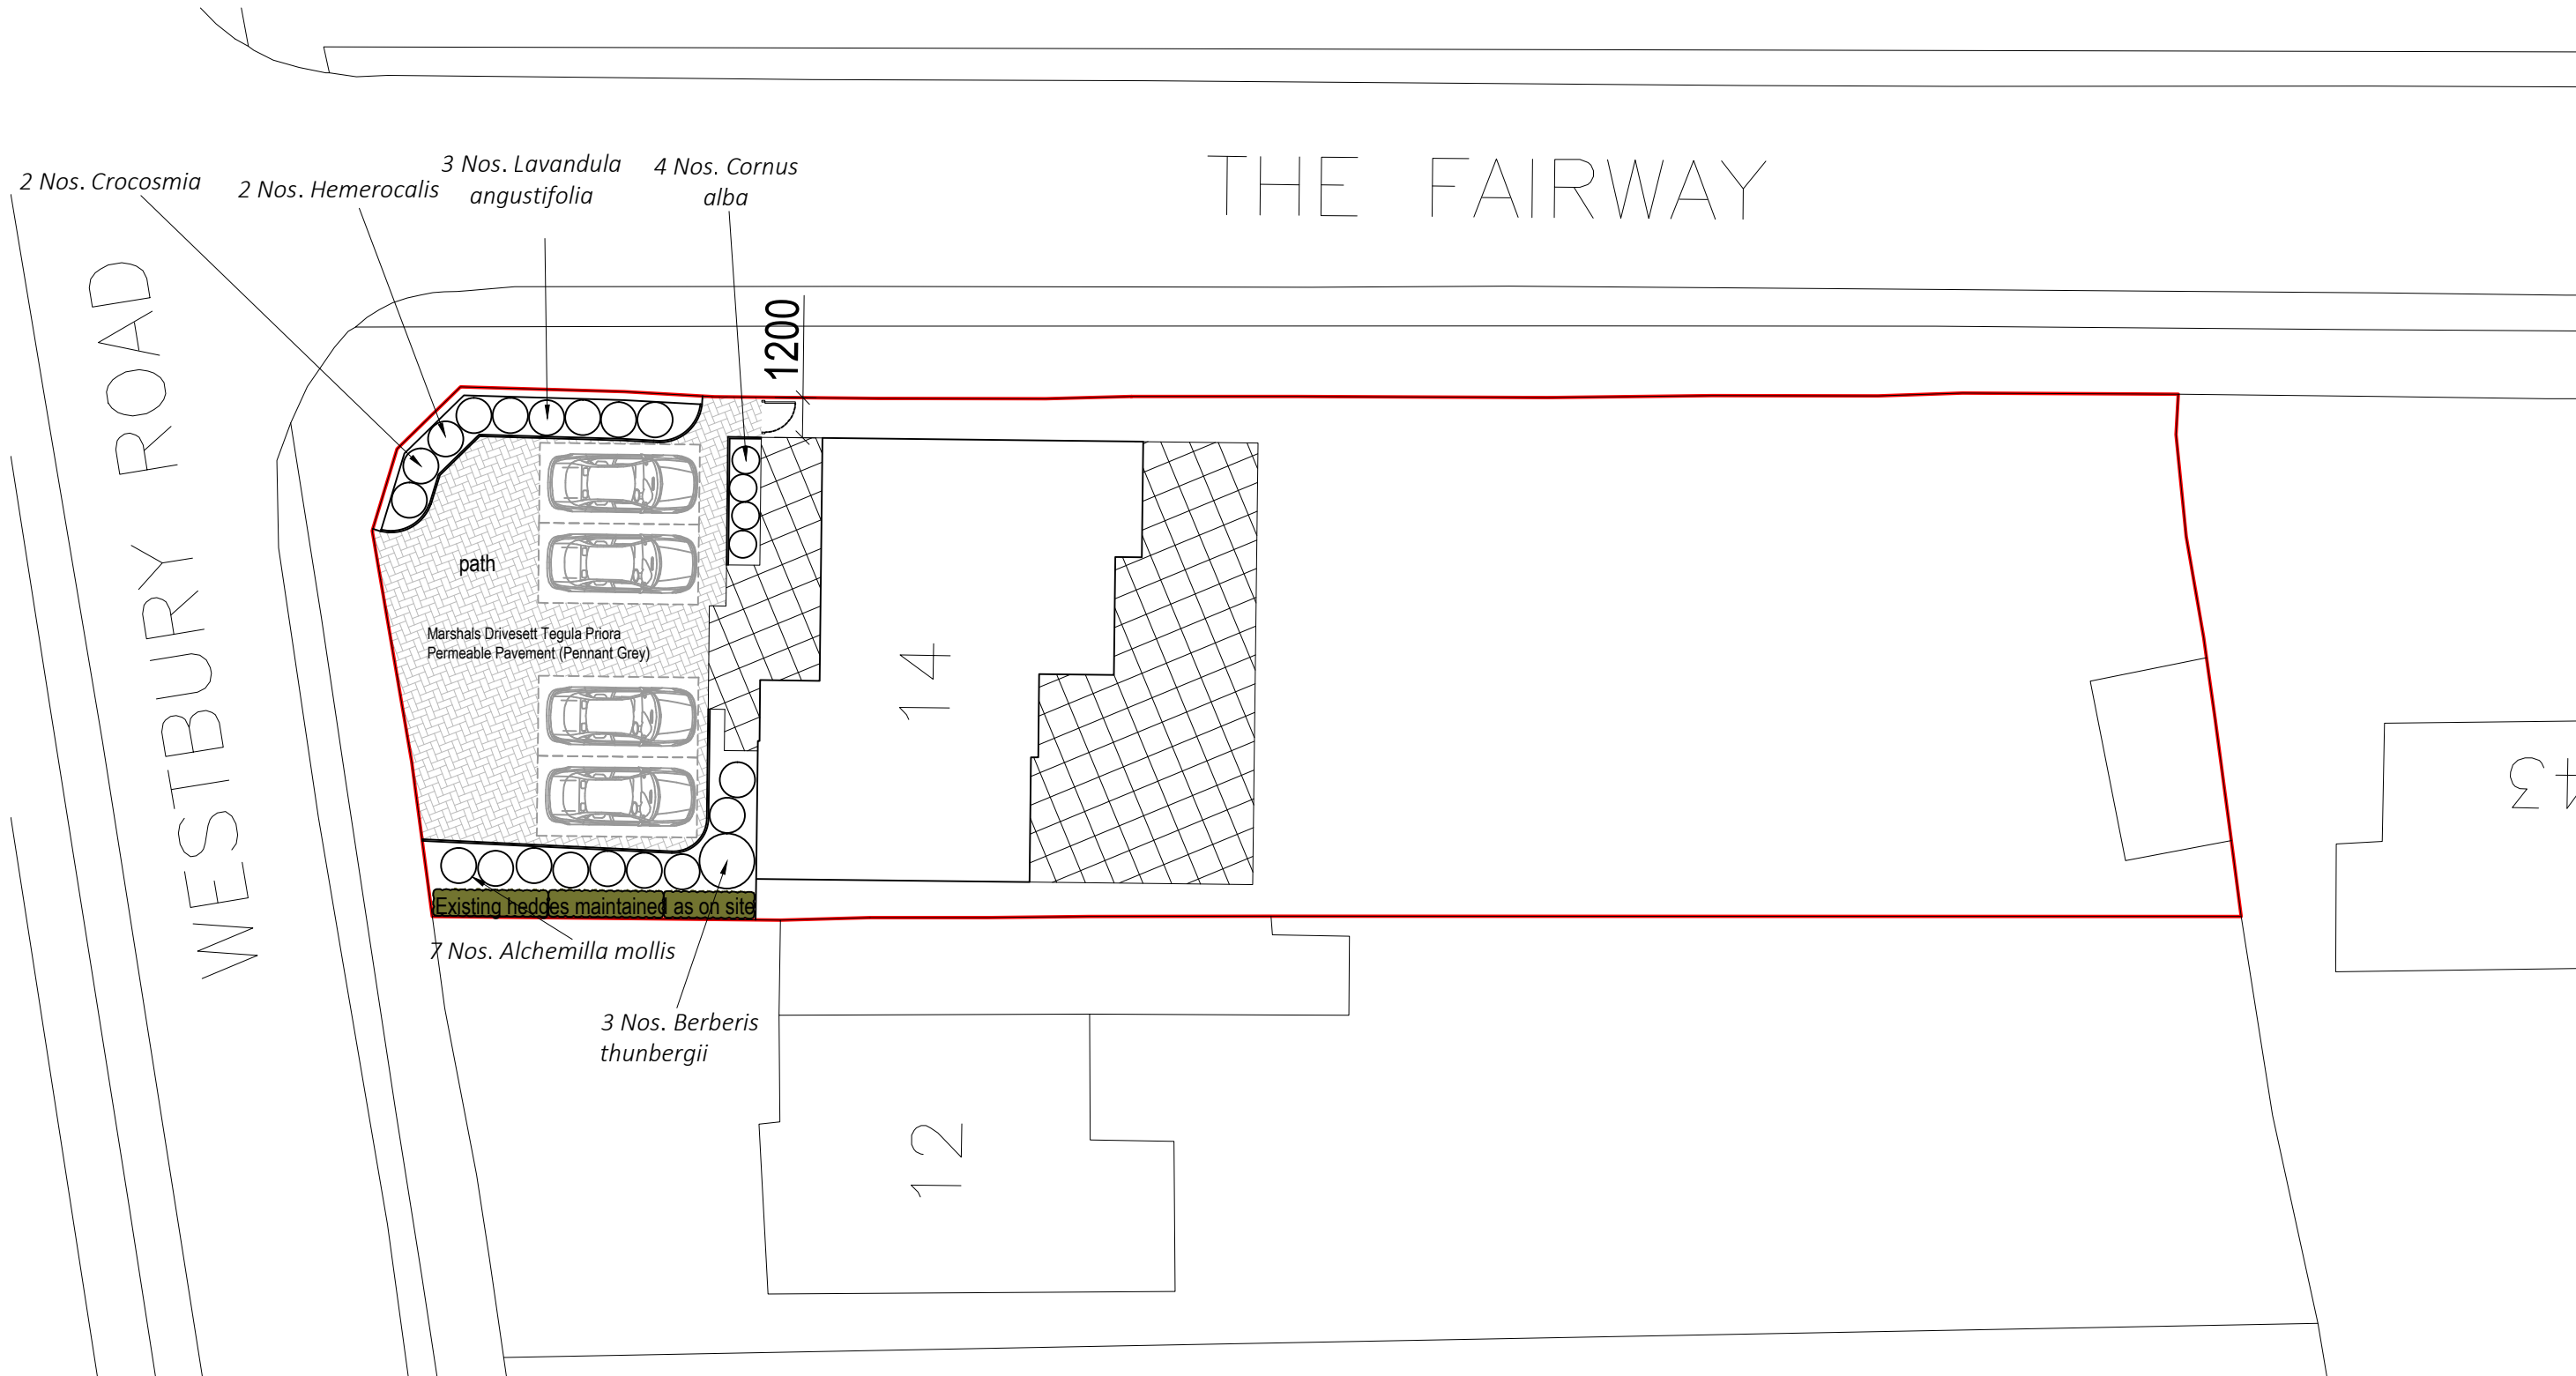 THE FAIRWAY
3 Nos. Lavandula
angustifolia
4 Nos. Cornus
alba
2 Nos. Crocosmia
2 Nos. Hemerocalis
1200
WESTBURY ROAD
path
Marshals Drivesett Tegula Priora
Permeable Pavement (Pennant Grey)
14
43
Existing hedges maintained as on site
7 Nos. Alchemilla mollis
3 Nos. Berberis
thunbergii
12